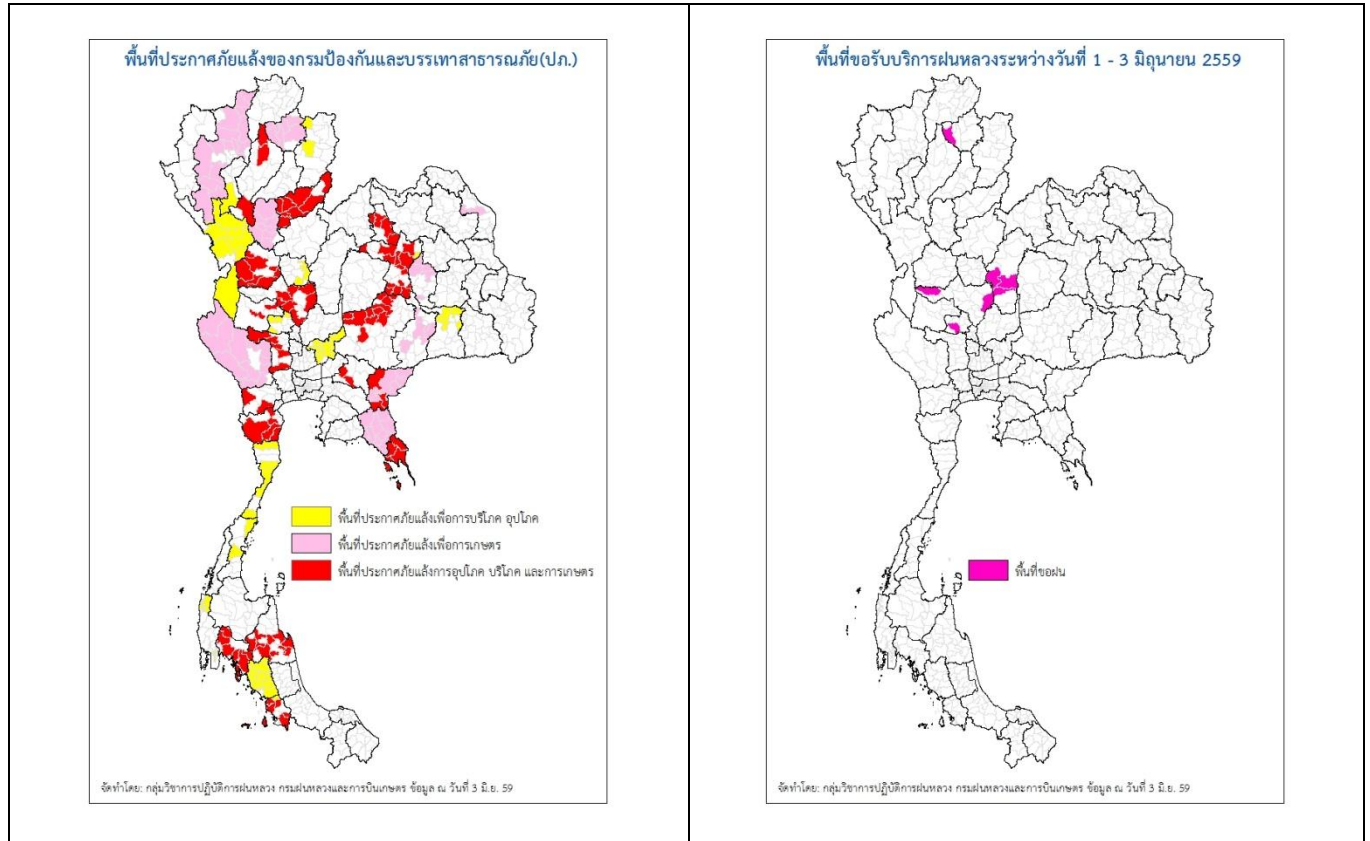 พื้นที่ประกาศภัยแล้งของกรมป้องกันและบรรเทาสาธารณภัย(ปภ.)
พื้นที่ประกาศภัยแล้งเพื่อการบริโภค อุปโภค
พื้นที่ประกาศภัยแล้งเพื่อการเกษตร
พื้นที่ประกาศภัยแล้งการอุปโภค บริโภค และการเกษตร
จัดทำโดย: กลุ่มวิชาการปฏิบัติการฝนหลวง กรมฝนหลวงและการบินเกษตร ข้อมูล ณ วันที่ 3 มิ.ย. 59
พื้นที่ขอรับบริการฝนหลวงระหว่างวันที่ 1 - 3 มิถุนายน 2559
พื้นที่ขอฝน
จัดทำโดย: กลุ่มวิชาการปฏิบัติการฝนหลวง กรมฝนหลวงและการบินเกษตร ข้อมูล ณ วันที่ 3 มิ.ย. 59